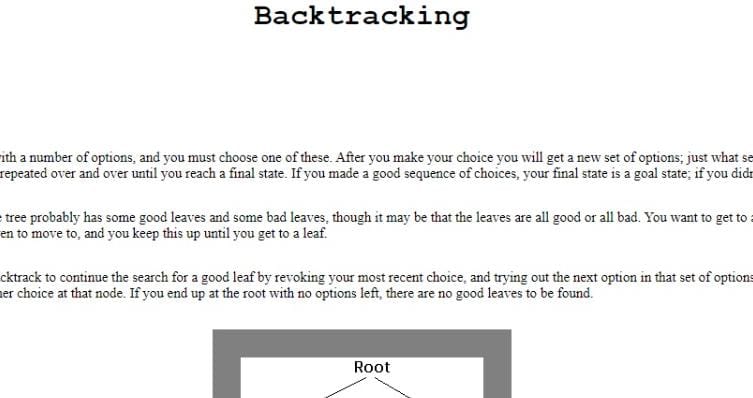 Backtracking
ith a number of options, and you must choose one of these. After you make your choice you will get a new set of options; just what se
repeated over and over until you reach a final state. If you made a good sequence of choices, your final state is a goal state; if you didn
tree probably has some good leaves and some bad leaves, though it may be that the leaves are all good or all bad. You want to get to
en to move to, and you keep this up until you get to a leaf.
cktrack to continue the search for a good leaf by revoking your most recent choice, and trying out the next option in that set of options
er choice at that node. If you end up at the root with no options left, there are no good leaves to be found.
Root